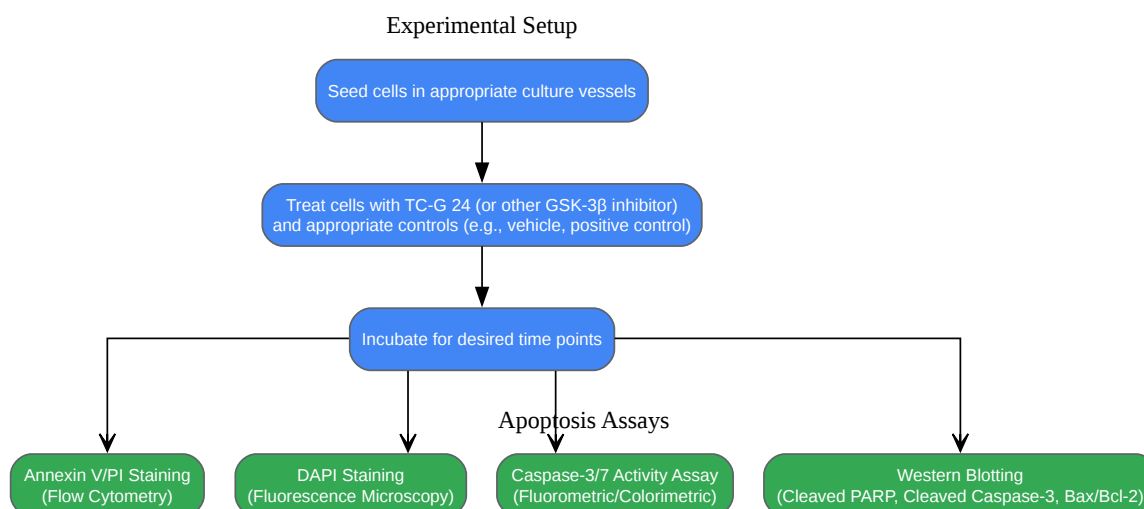 Experimental Setup
Seed cells in appropriate culture vessels
Treat cells with TC-G 24 (or other GSK-3β inhibitor)
and appropriate controls (e.g., vehicle, positive control)
Incubate for desired time points
Apoptosis Assays
Annexin V/PI Staining
(Flow Cytometry)
DAPI Staining
(Fluorescence Microscopy)
Caspase-3/7 Activity Assay
(Fluorometric/Colorimetric)
Western Blotting
(Cleaved PARP, Cleaved Caspase-3, Bax/Bcl-2)